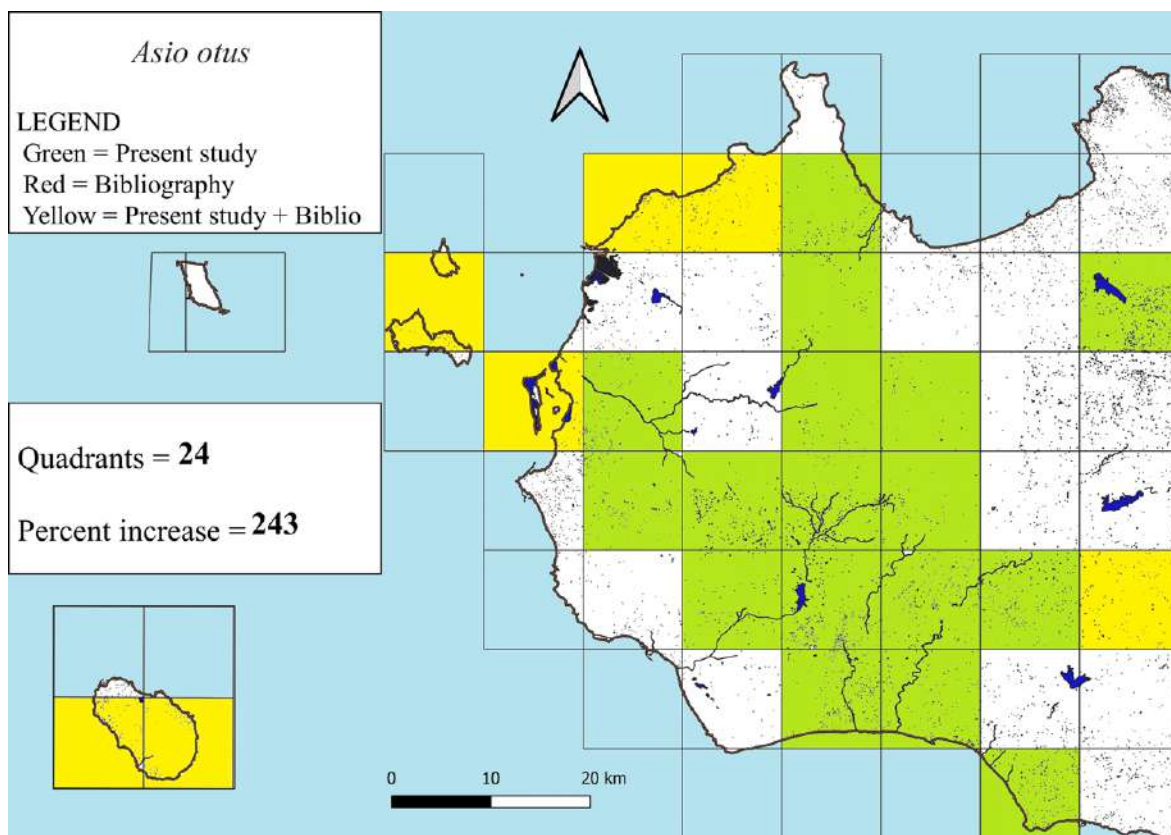 Asio otus
LEGEND
Green = Present study
Red = Bibliography
Yellow = Present study + Biblio
Quadrants = 24
Percent increase = 243
0 10 20 km